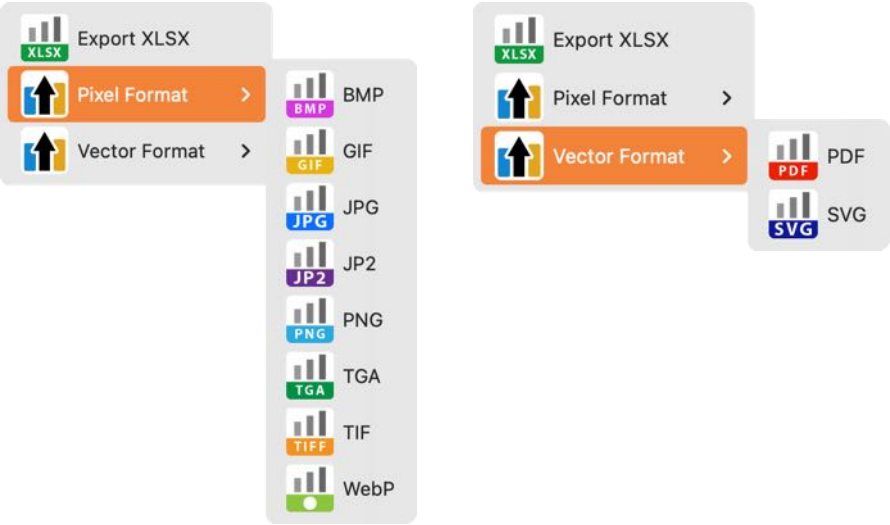 XLSX Export XLSX
Pixel Format
Vector Format
BMP BMP
GIF GIF
JPG JPG
JP2 JP2
PNG PNG
TGA TGA
TIFF TIF
WebP
XLSX Export XLSX
Pixel Format
Vector Format
PDF PDF
SVG SVG